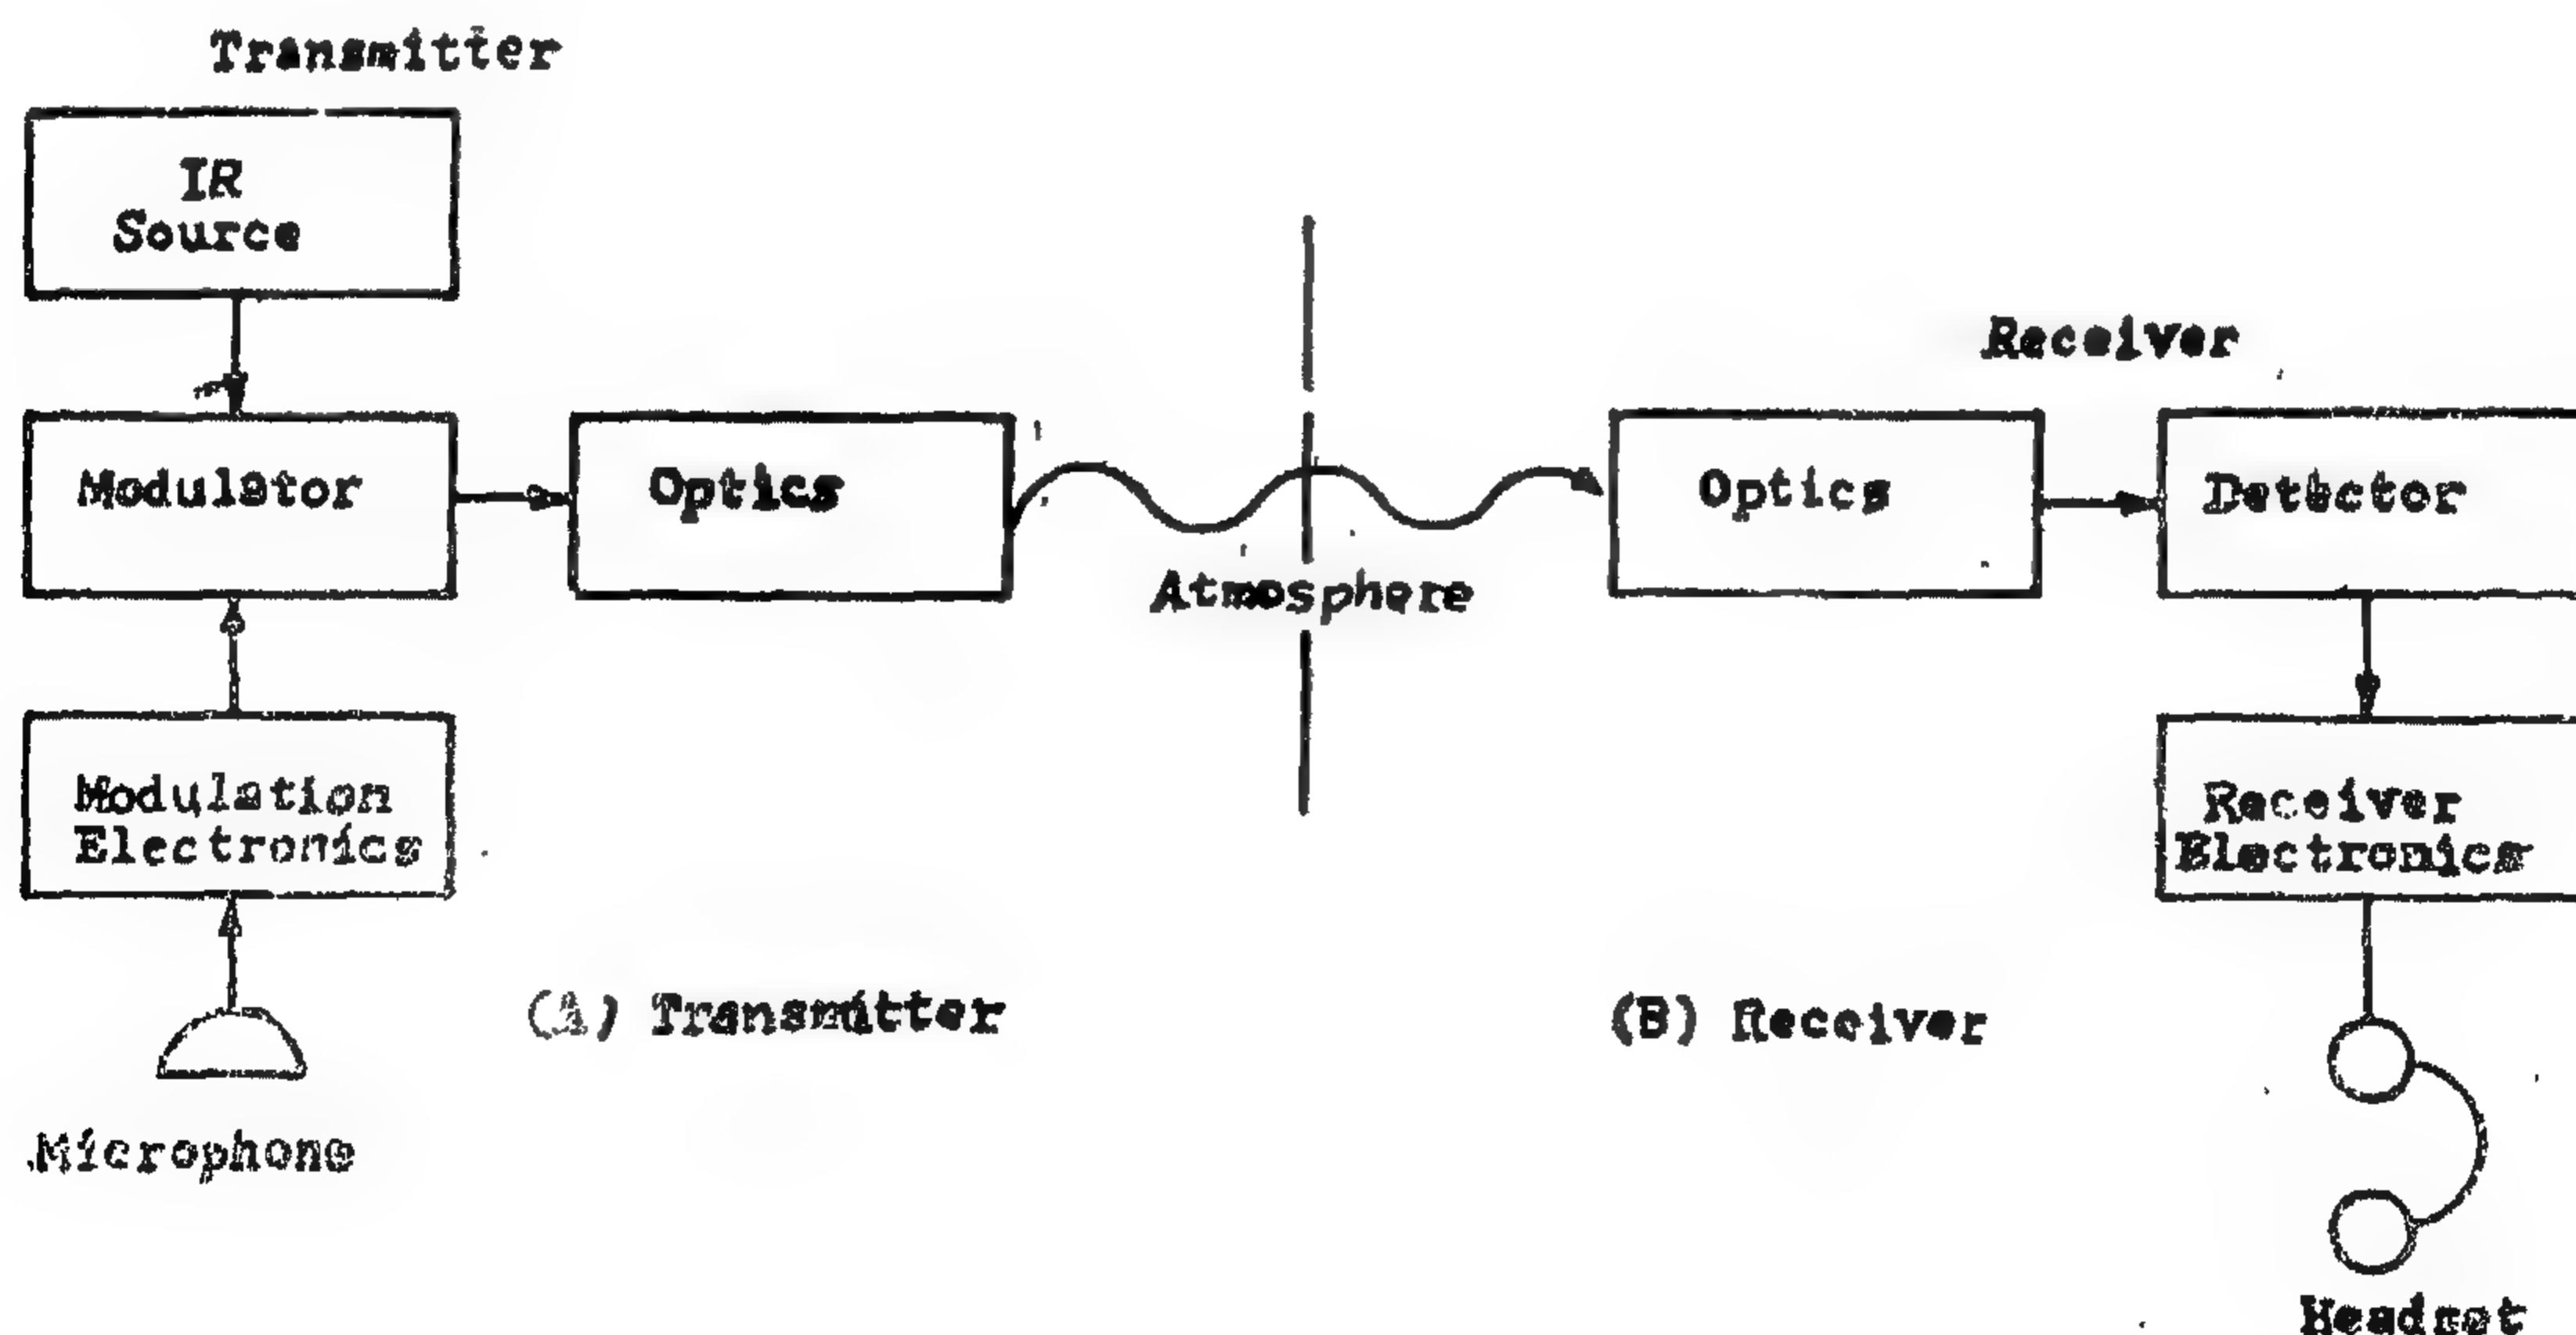 Transmitter
IR
Source
Modulator
Optics
Modulation
Electronics
Microphone
(A) Transmitter
Atmosphere
Receiver
Optics
Detector
Receiver
Electronics
(B) Receiver
Headset